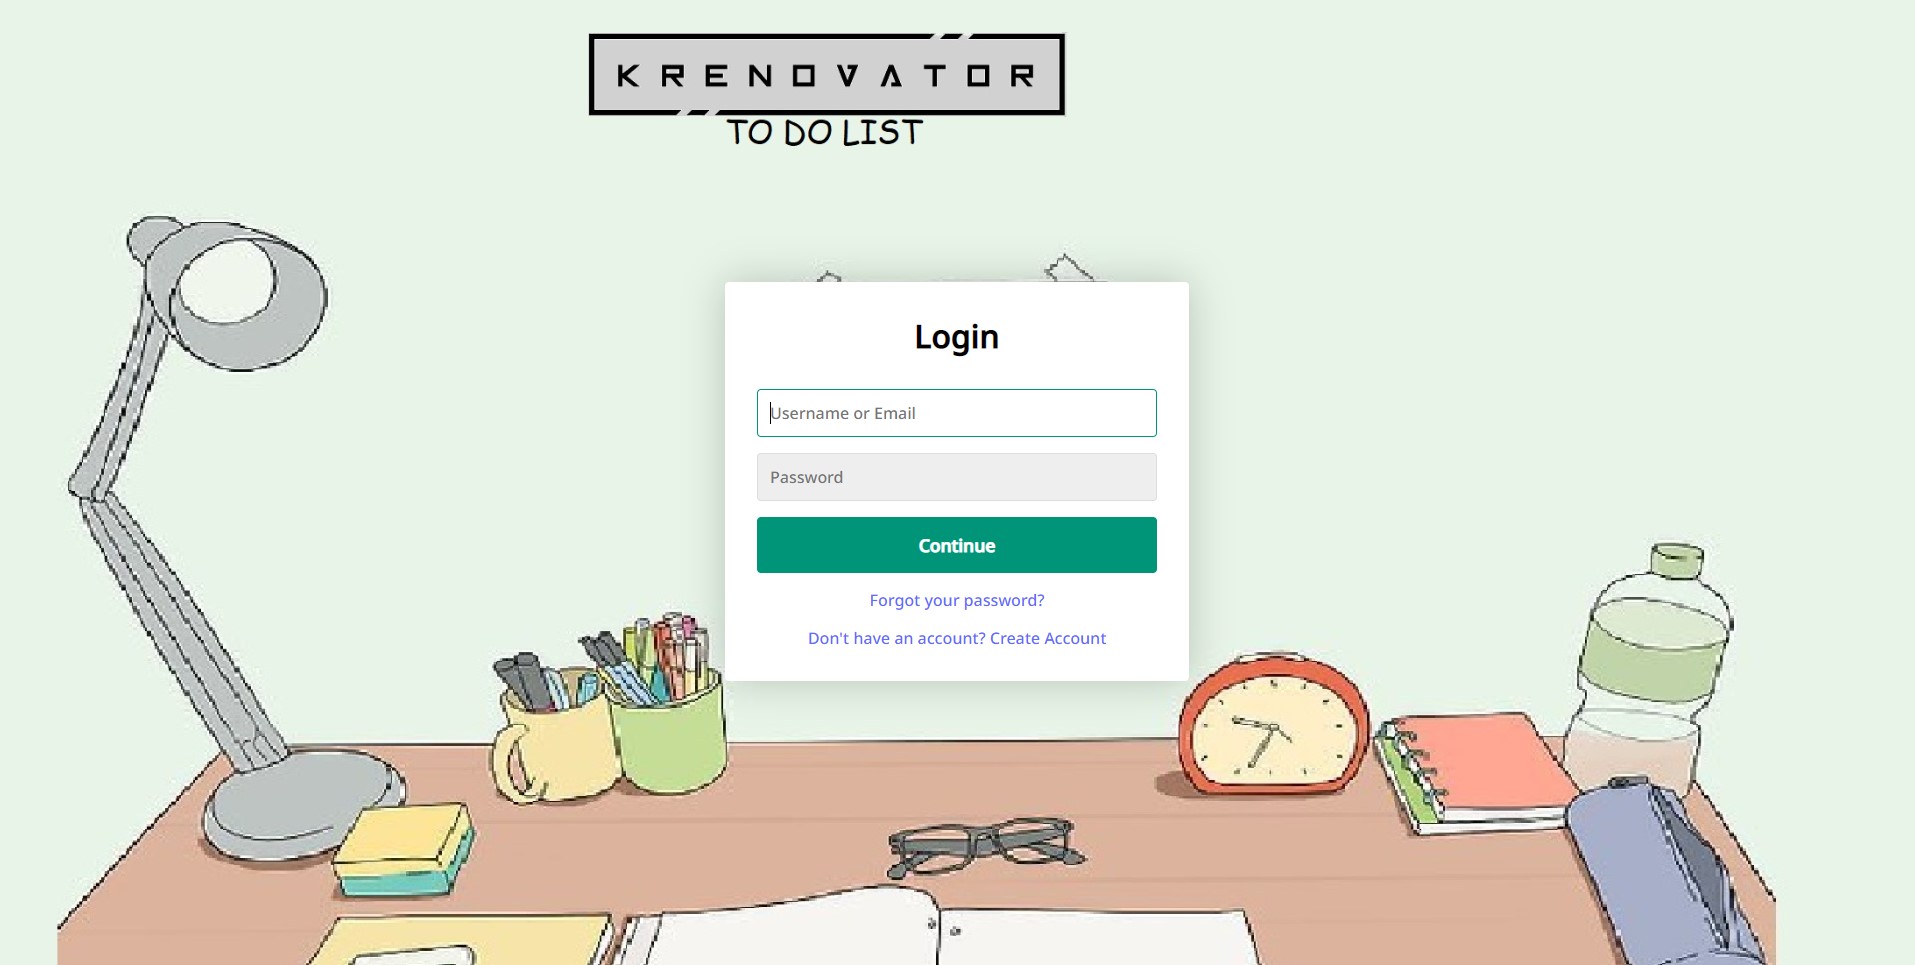 KRENOVATOR
TO DO LIST
Login
Username or Email
Password
Continue
Forgot your password?
Don't have an account? Create Account